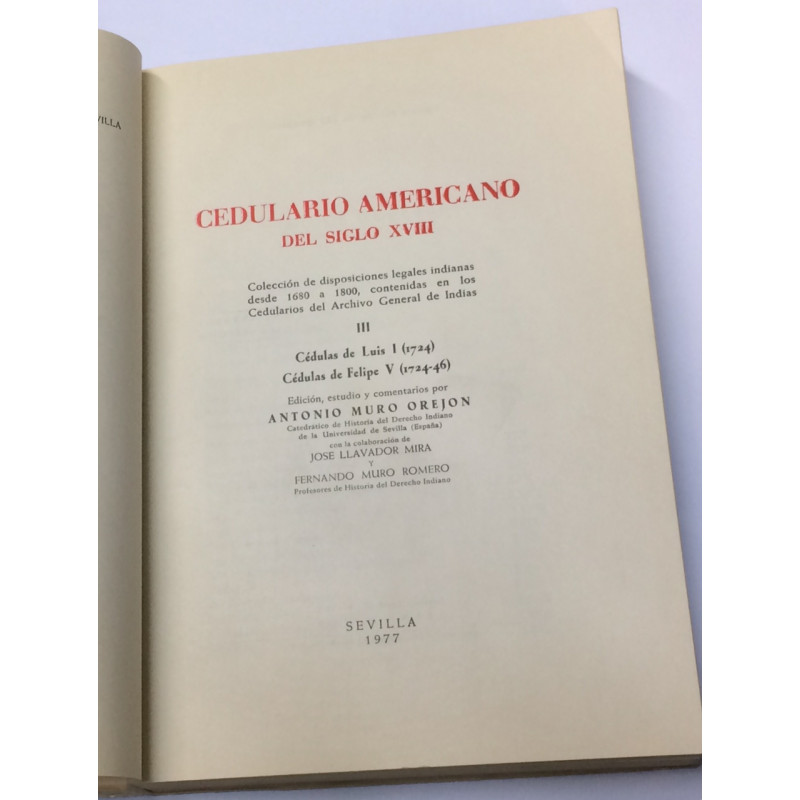 VILLA
CEDULARIO AMERICANO
DEL SIGLO XVIII
Colección de disposiciones legales indianas
desde 1680 a 1800, contenidas en los
Cedularios del Archivo General de Indias
III
Cédulas de Luis I (1724)
Cédulas de Felipe V (1724-46)
Edición, estudio y comentarios por
ANTONIO MURO OREJON
Catedrático de Historia del Derecho Indiano
de la Universidad de Sevilla (España)
con la colaboración de
JOSE LLAVADOR MIRA
Y
FERNANDO MURO ROMERO
Profesores de Historia del Derecho Indiano
SEVILLA
1977